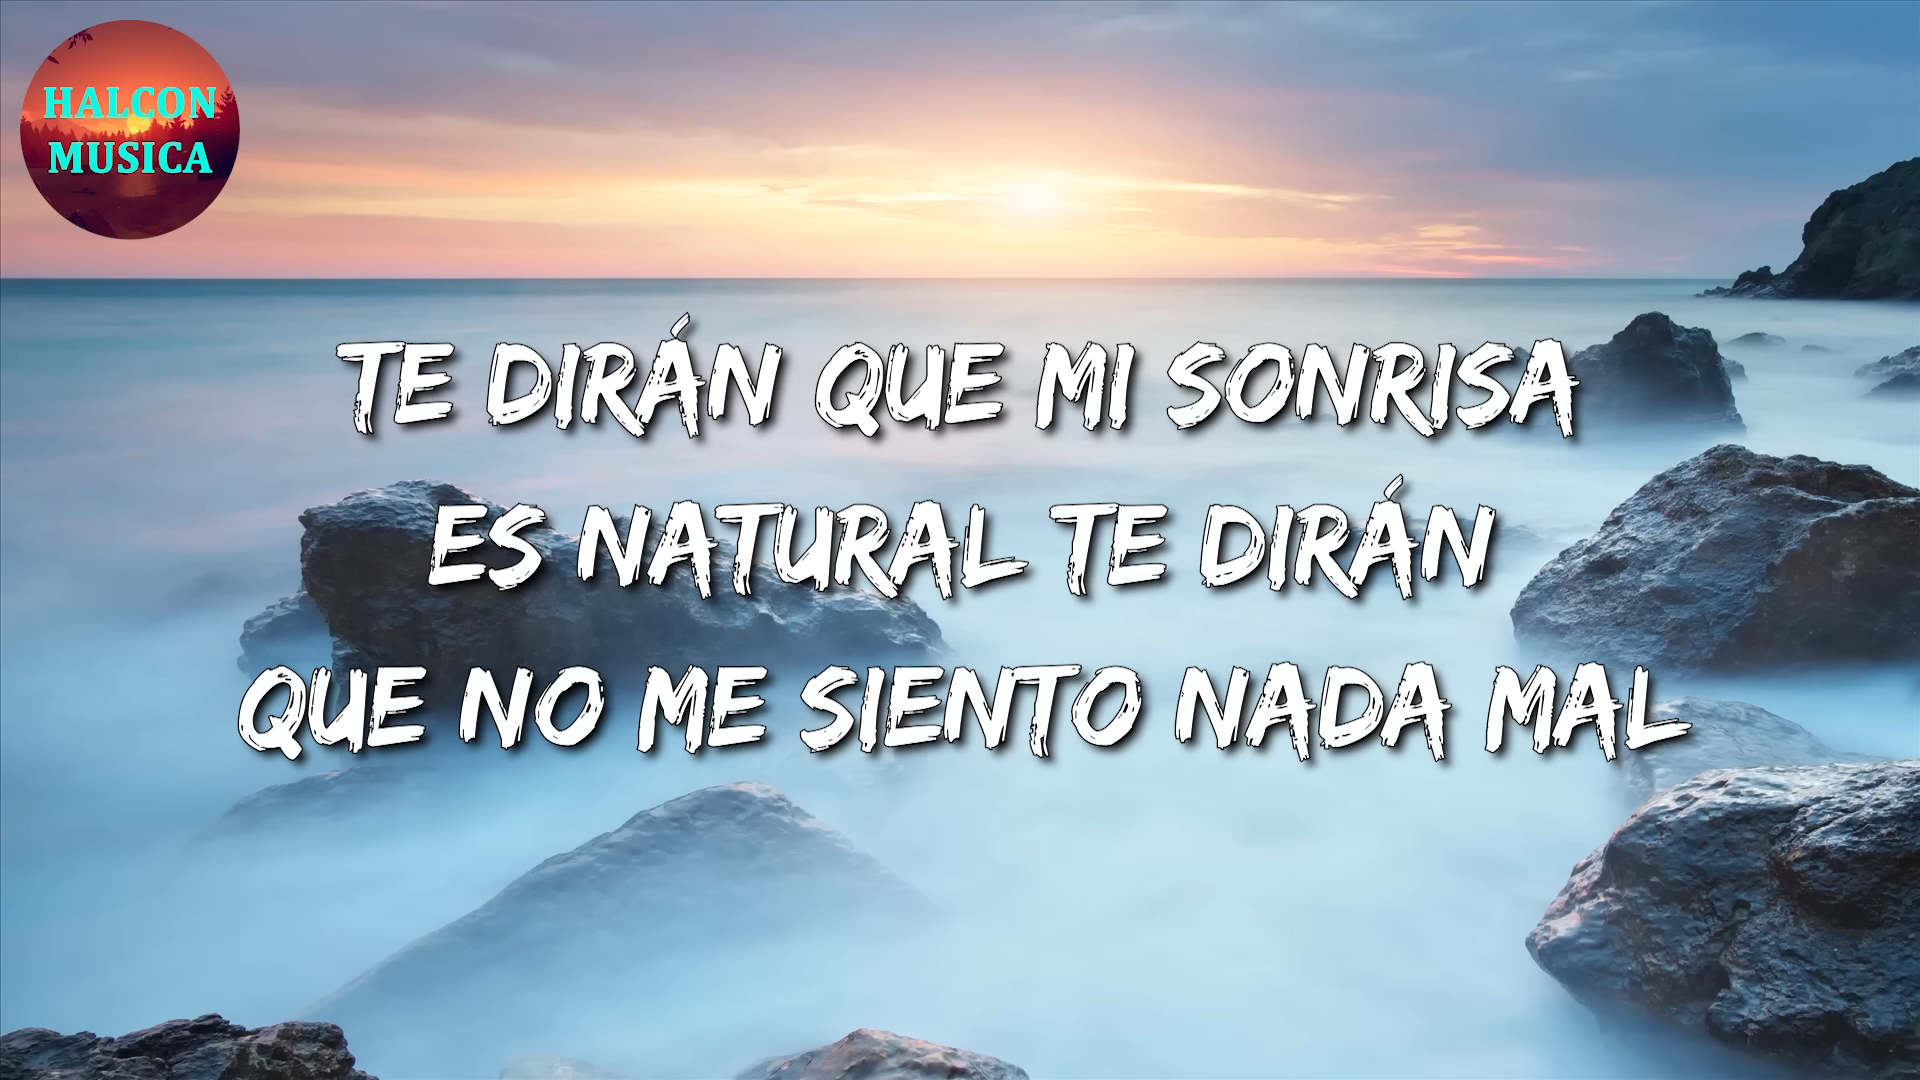 HALCON
MUSICA
TE DIRÁN QUE MI SONRISA
ES NATURAL TE DIRÁN
QUE NO ME SIENTO NADA MAL